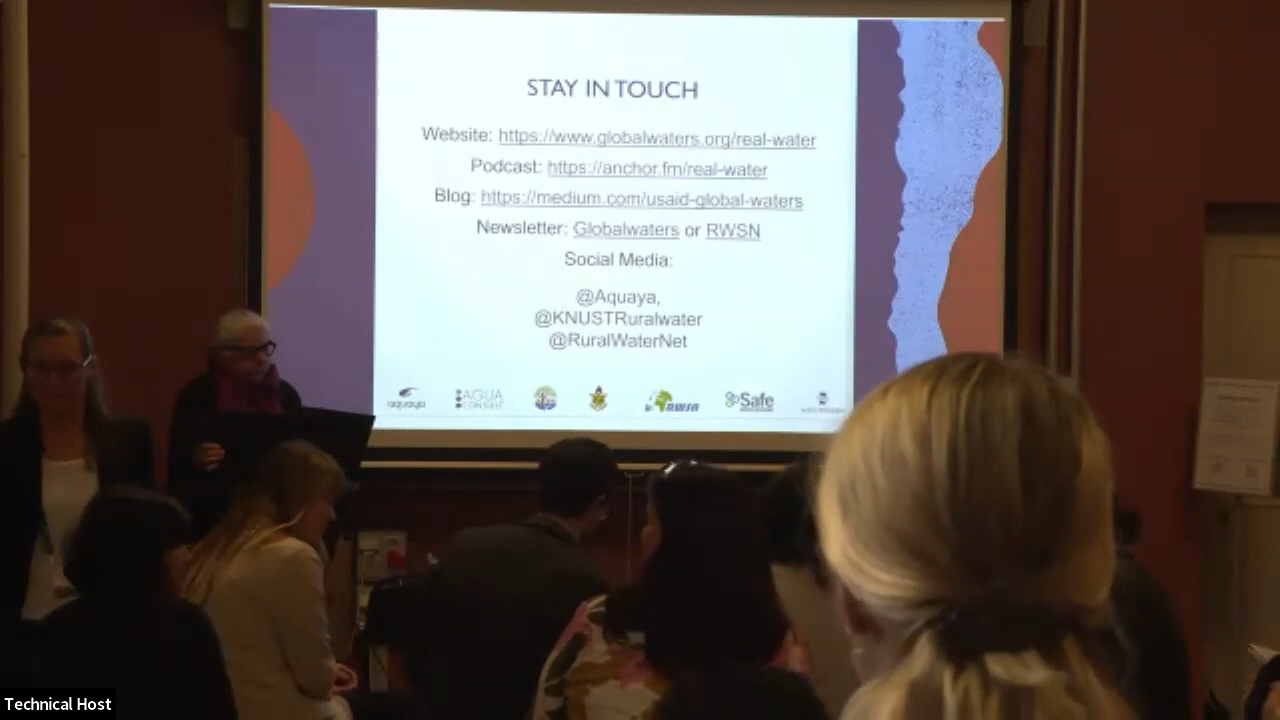 STAY IN TOUCH
Website: https://www.globalwaters.org/real-water
Podcast: https://anchor.fm/real-water
Blog: https://medium.com/usaid-global-waters
Newsletter: Globalwaters or RWSN
Social Media:
@Aquaya,
@KNUSTRuralwater
@RuralWaterNet
aquaya
AGUA
CONSULT
RWSN
Safe
Technical Host